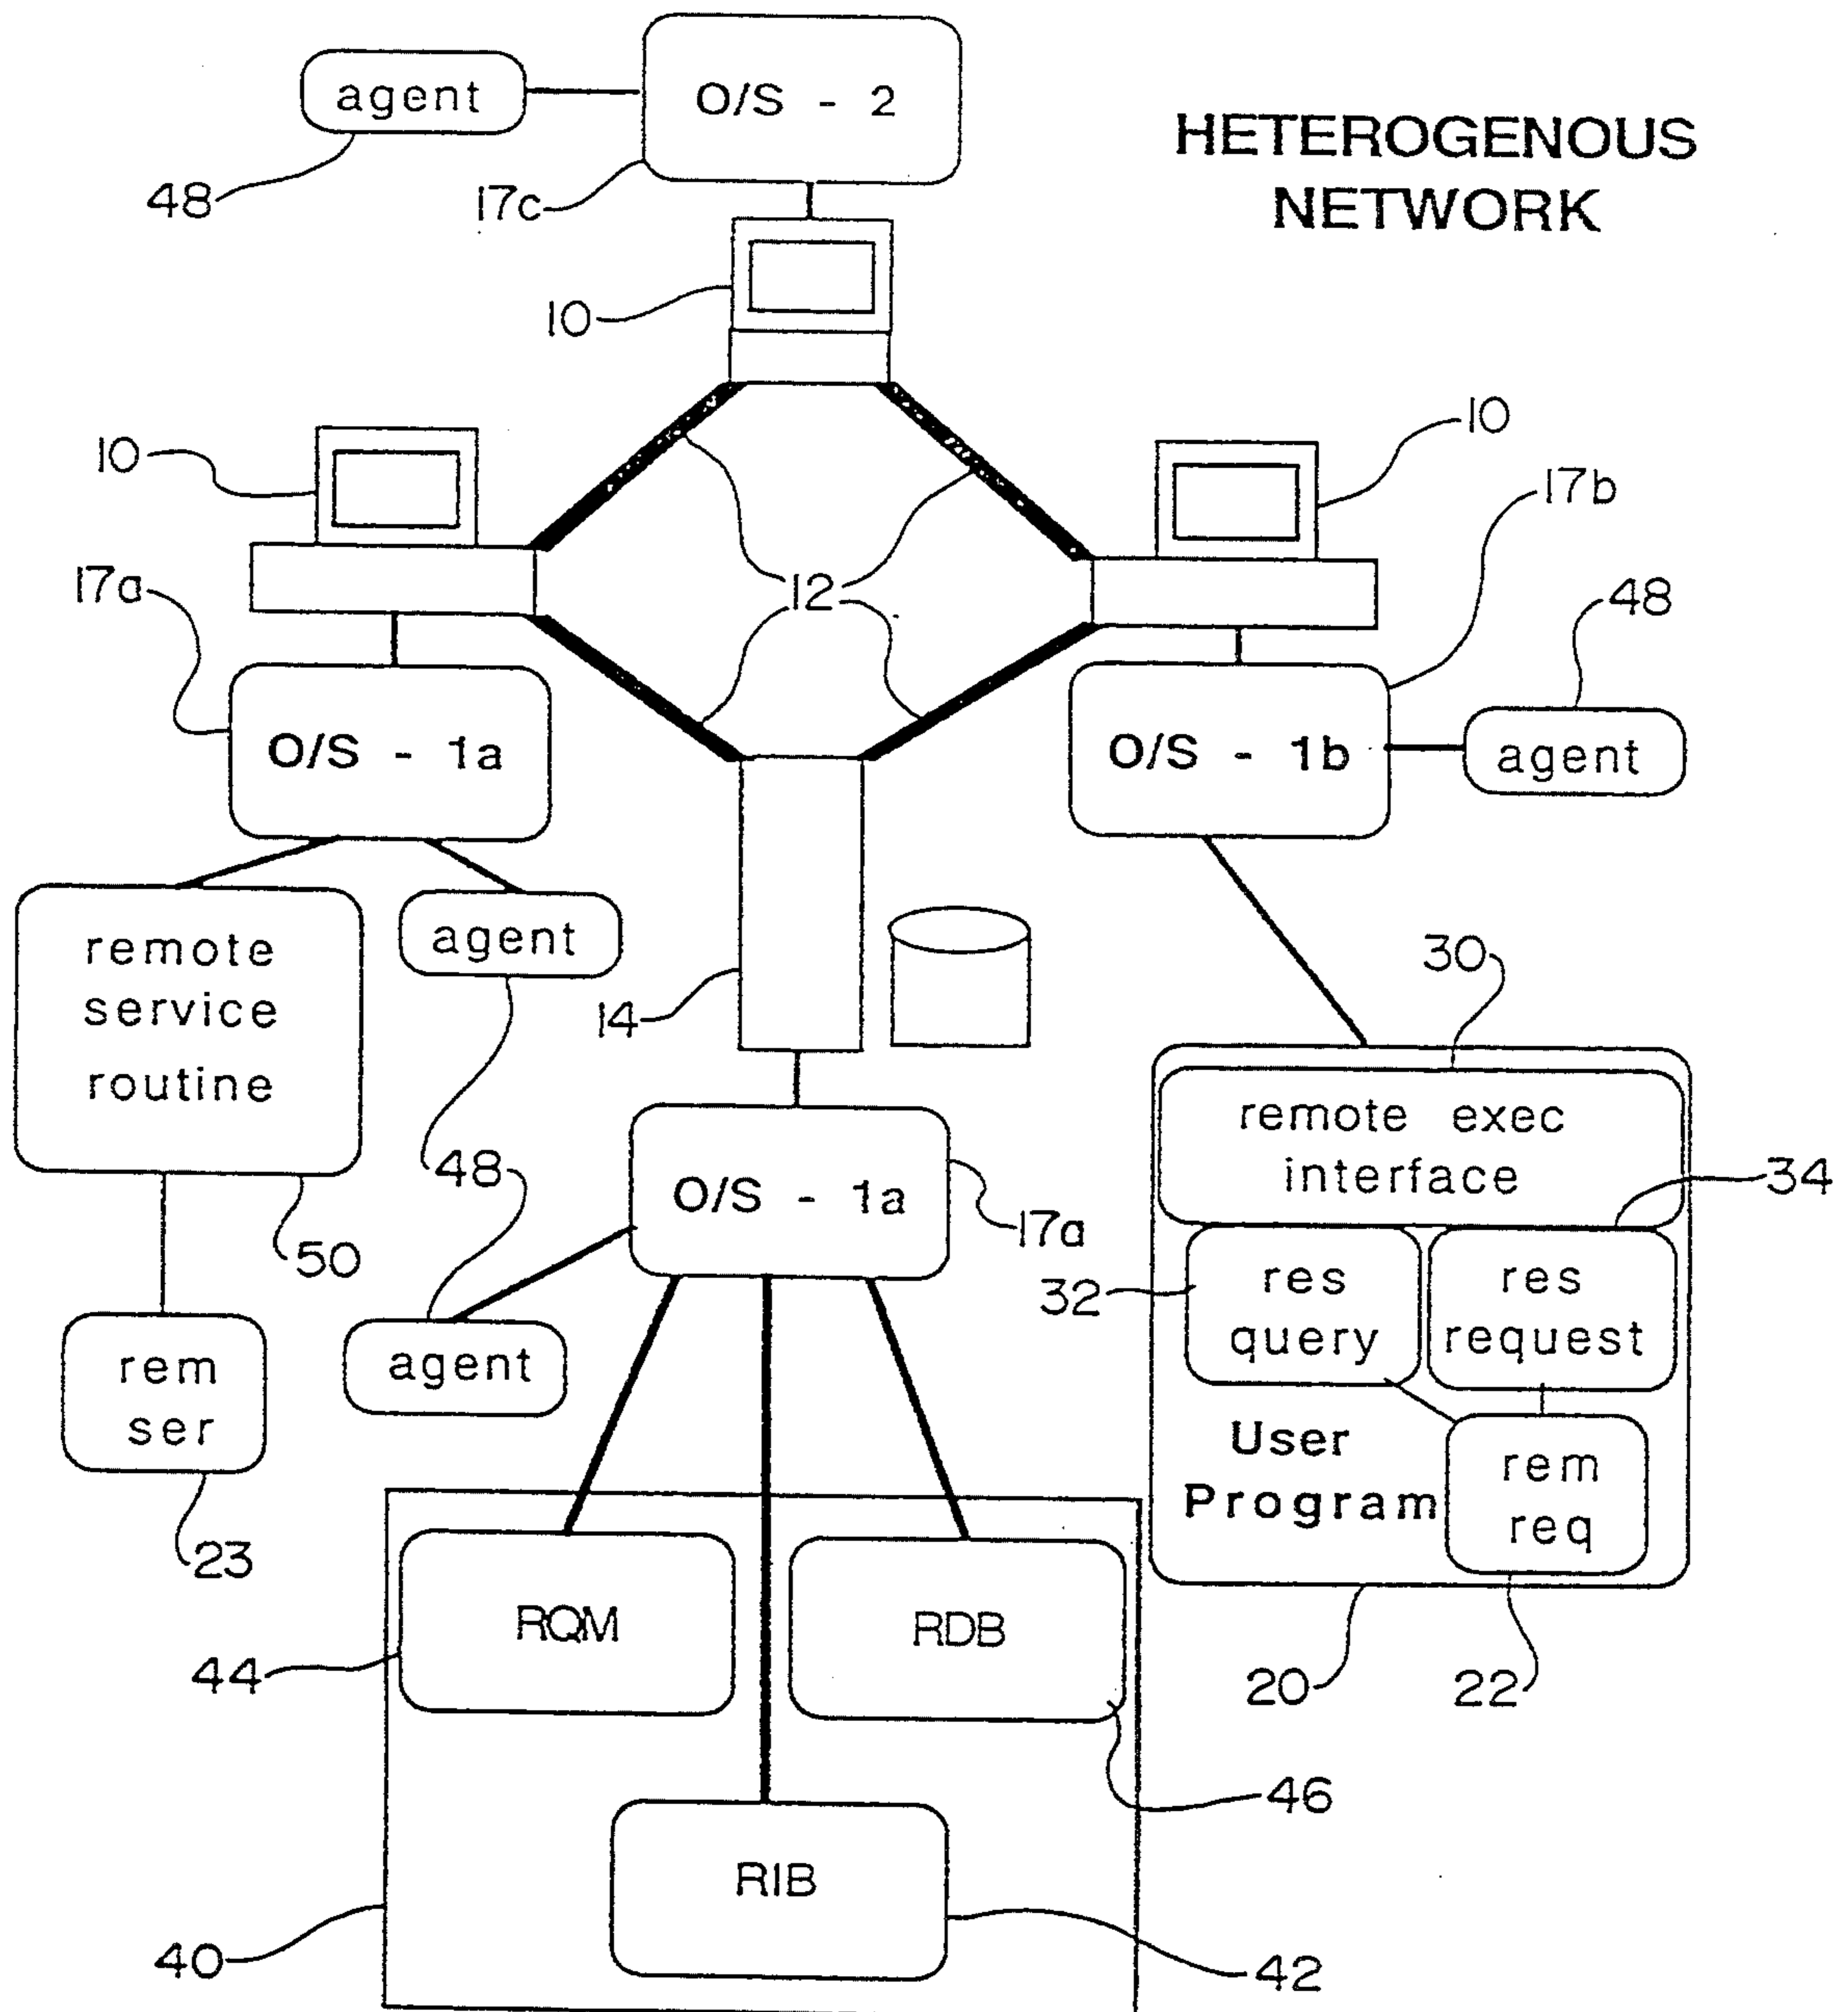 agent
O/S - 2
HETEROGENOUS
NETWORK
48
17c
10
10
10
17b
17a
12
48
O/S - 1a
O/S - 1b
agent
remote
service
routine
agent
30
14
remote exec
interface
34
48
O/S - 1a
17a
50
32
res
query
res
request
rem
ser
agent
User
Program
rem
req
23
RQM
RDB
44
20
22
46
RIB
40
42